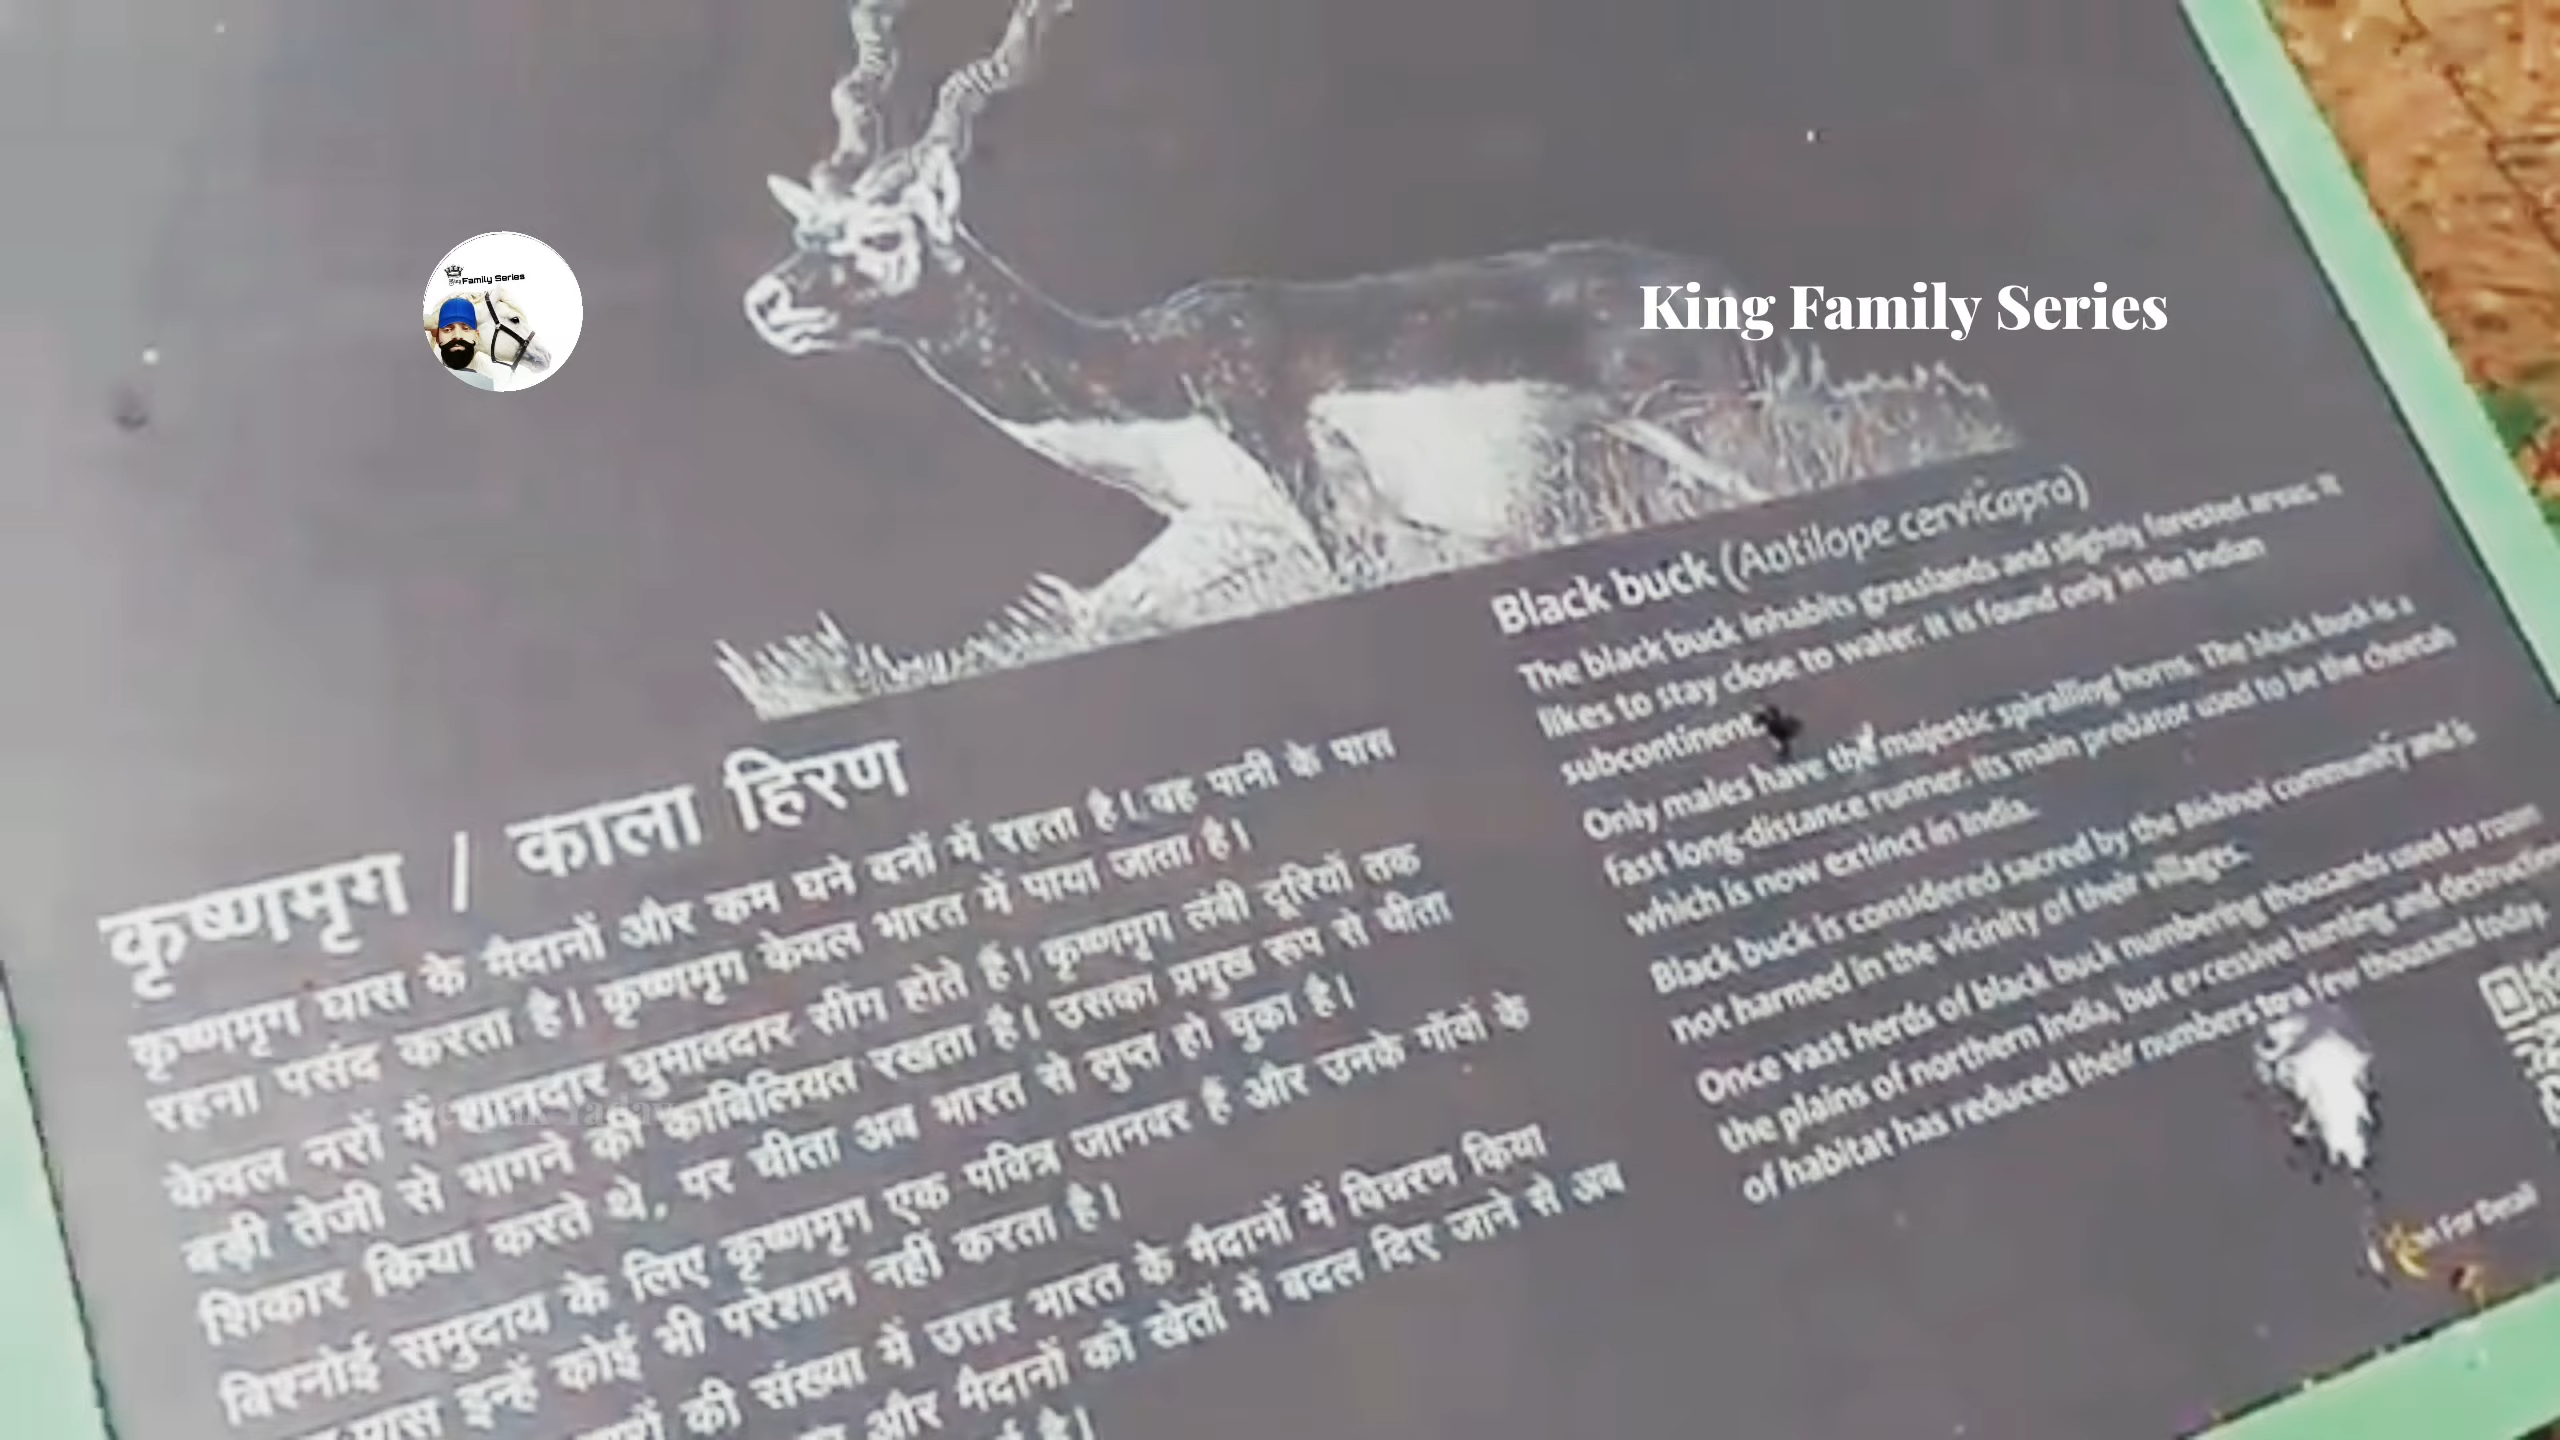 King Family Series
King Family Series
Black buck (Antilope cervicapra)
The black buck inhabits grasslands and slightly forested areas. It
likes to stay close to water. It is found only in the Indian
subcontinent.
Only males have the majestic spiralling horns. The black buck is a
fast long-distance runner. Its main predator used to be the cheetah
which is now extinct in India.
Black buck is considered sacred by the Bishnoi community and is
not harmed in the vicinity of their villages.
Once vast herds of black buck numbering thousands used to roam
the plains of northern India, but excessive hunting and destruction
of habitat has reduced their numbers to a few thousand today.
For Detail
कृष्णमृग / काला हिरण
कृष्णमृग घास के मैदानों और कम घने वनों में रहता है। वह पानी के पास
रहना पसंद करता है। कृष्णमृग केवल भारत में पाया जाता है।
केवल नरों में शानदार घुमावदार सींग होते हैं। कृष्णमृग लंबी दूरियों तक
बड़ी तेजी से भागने की काबिलियत रखता है। उसका प्रमुख रूप से चीता
शिकार किया करते थे, पर चीता अब भारत से लुप्त हो चुका है।
बिश्नोई समुदाय के लिए कृष्णमृग एक पवित्र जानवर है और उनके गाँवों के
इन्हें कोई भी परेशान नहीं करता है।
की संख्या में उत्तर भारत के मैदानों में विचरण किया
और मैदानों को खेतों में बदल दिए जाने से अब
है।